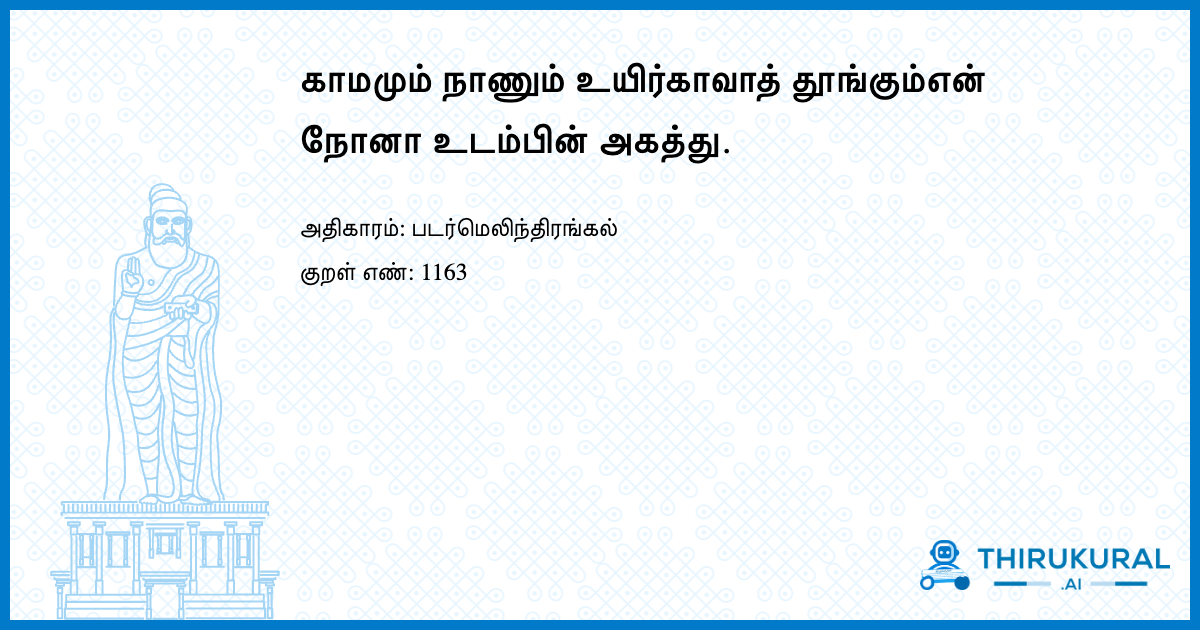 காமமும் நாணும் உயிர்காவாத் தூங்கும்என்
நோனா உடம்பின் அகத்து.
அதிகாரம்: படர்மெலிந்திரங்கல்
குறள் எண்: 1163
THIRUKURAL
.AI